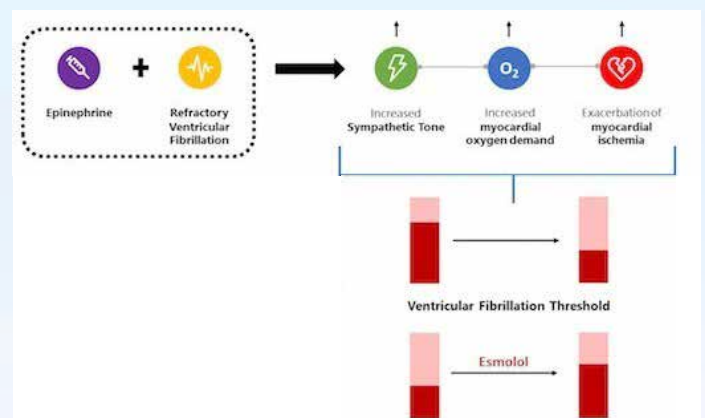 Epinephrine
+
Refractory
Ventricular
Fibrillation
Increased
Sympathetic Tone
O₂
Increased
myocardial
oxygen demand
Exacerbation of
myocardial
ischemia
Ventricular Fibrillation Threshold
Esmolol